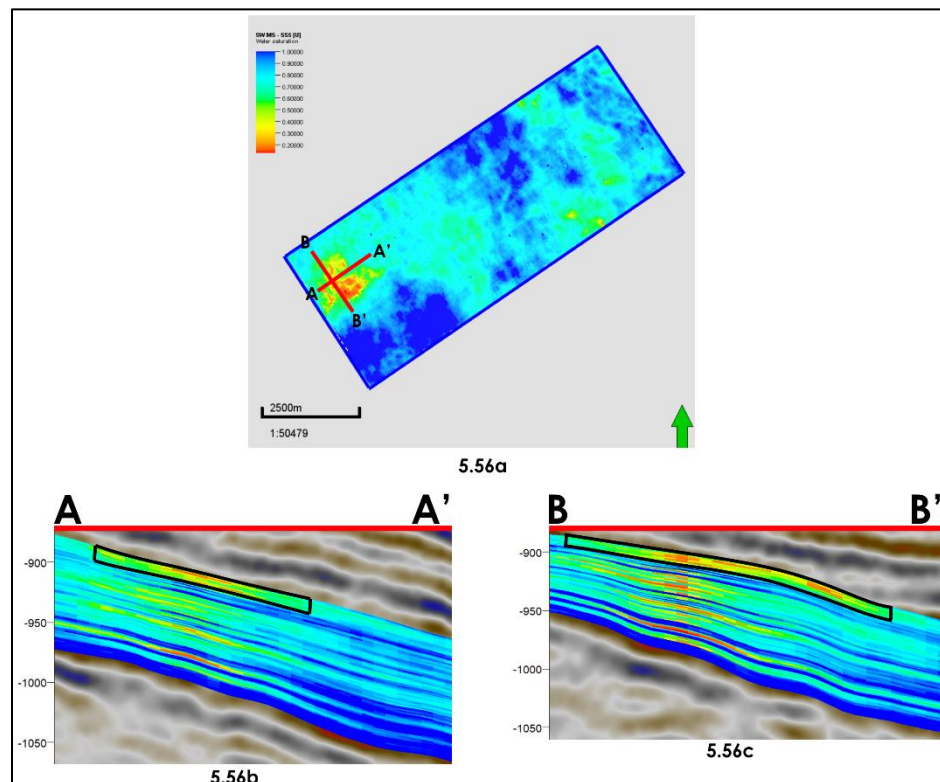 SW MS - SS5 [U]
Water saturation
1.00000
0.90000
0.80000
0.70000
0.60000
0.50000
0.40000
0.30000
0.20000
B
A'
A
B'
2500m
1:50479
5.56a
A
A'
B
B'
-900
-950
-1000
-1050
5.56b
-900
-950
-1000
-1050
5.56c